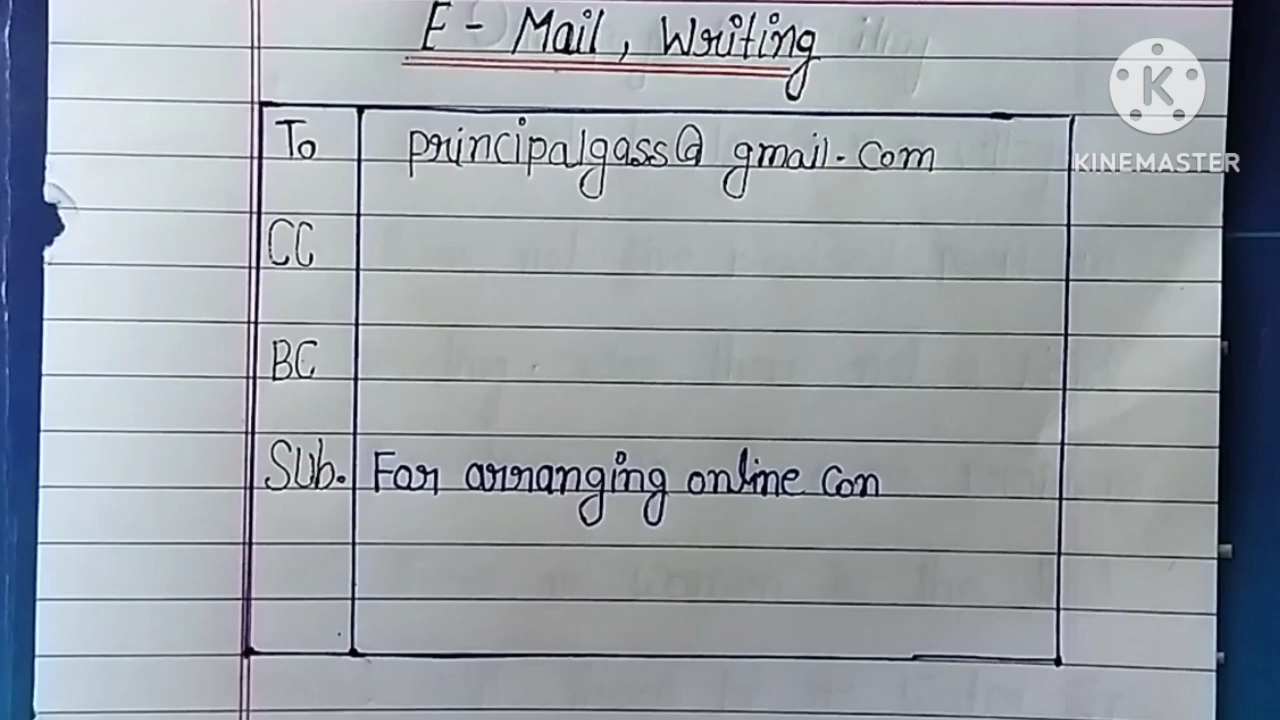 E - Mail, Writing
To principalgass@ gmail.com
CC
BC
Sub. For arranging online Con
KINEMASTER